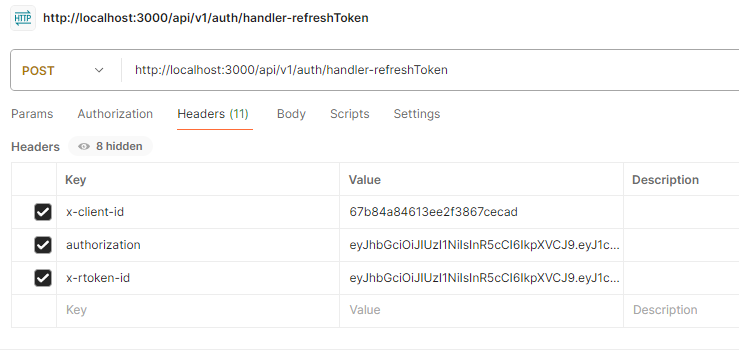 HTTP http://localhost:3000/api/v1/auth/handler-refreshToken
POST http://localhost:3000/api/v1/auth/handler-refreshToken
Params Authorization Headers (11) Body Scripts Settings
Headers 8 hidden
Key Value Description
x-client-id 67b84a84613ee2f3867cecad
authorization eyJhbGciOiJIUzI1NiIsInR5cCI6IkpXVCJ9.eyJ1c...
x-rtoken-id eyJhbGciOiJIUzI1NiIsInR5cCI6IkpXVCJ9.eyJ1c...
Key Value Description